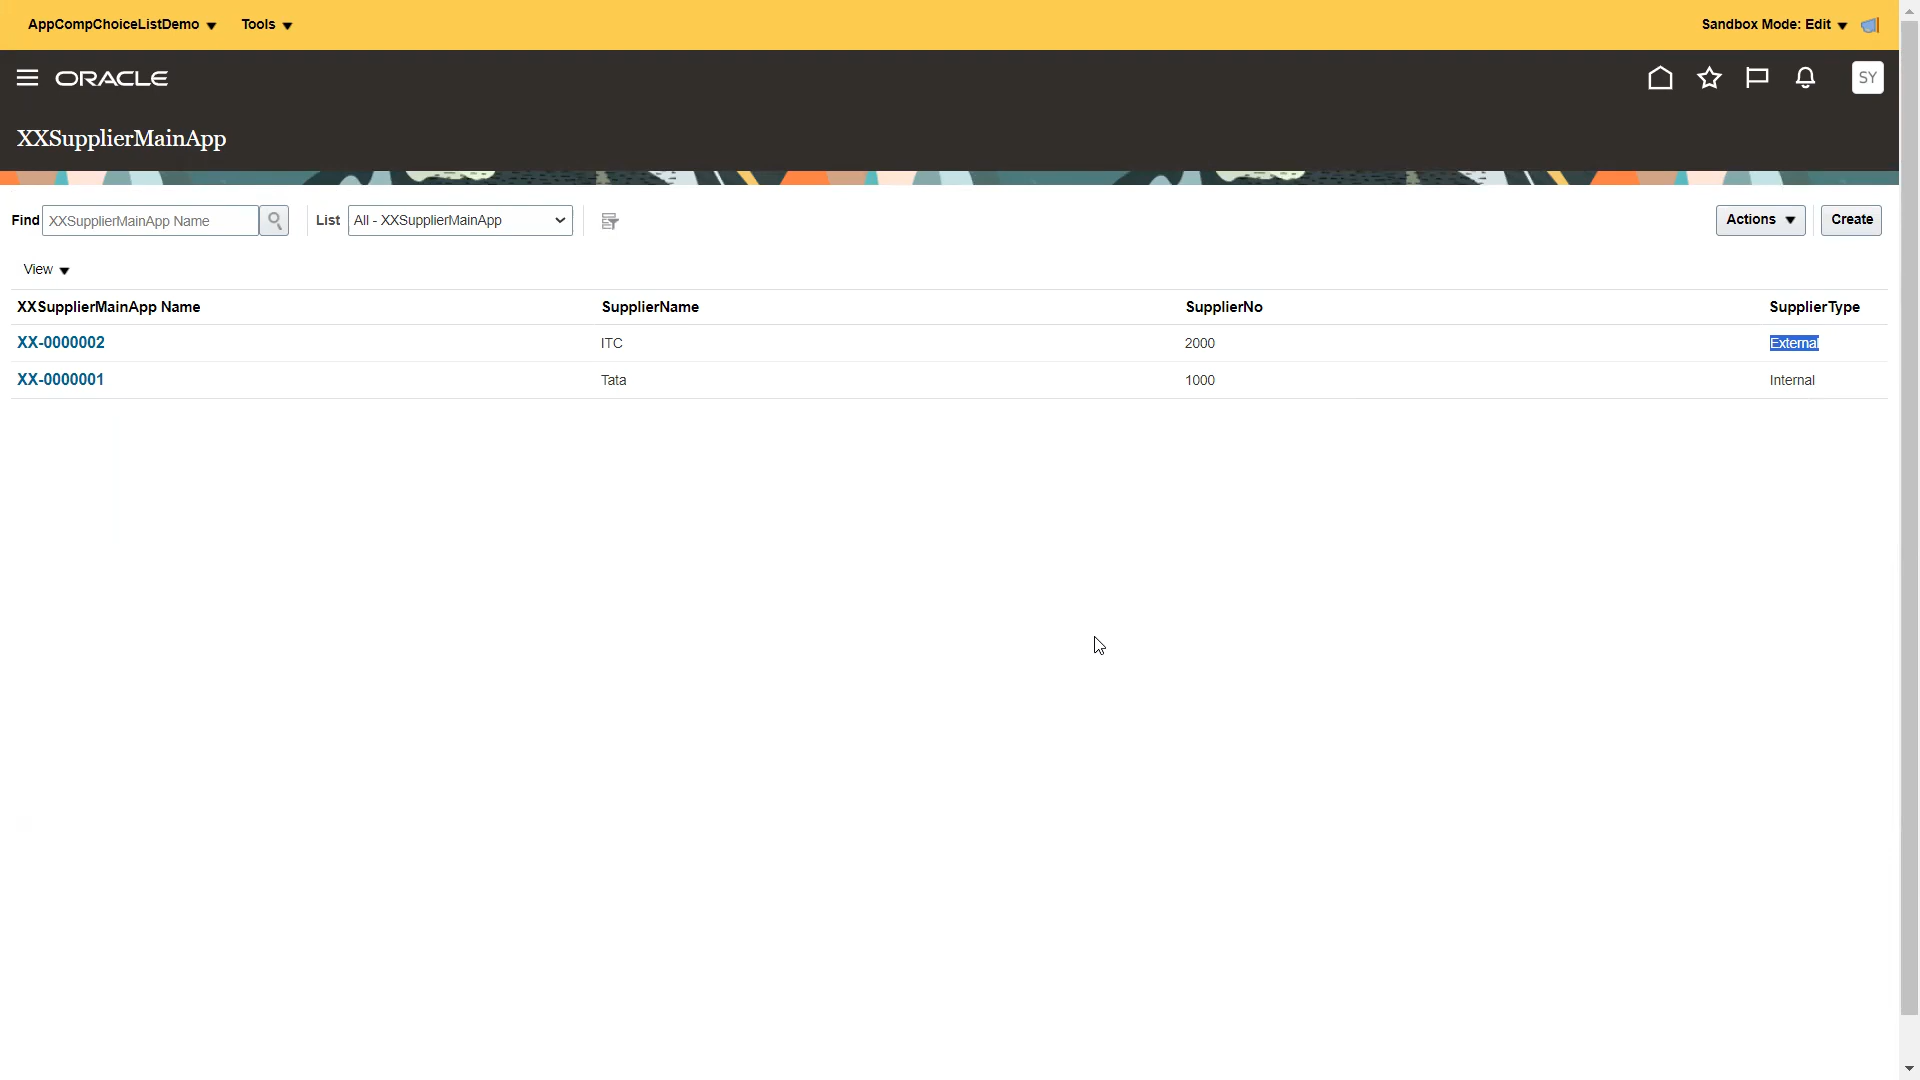 AppCompChoiceListDemo Tools Sandbox Mode: Edit
ORACLE SY
XXSupplierMainApp
Find XXSupplierMainApp Name List All - XXSupplierMainApp Actions Create
View
XXSupplierMainApp Name SupplierName SupplierNo SupplierType
XX-0000002 ITC 2000 External
XX-0000001 Tata 1000 Internal